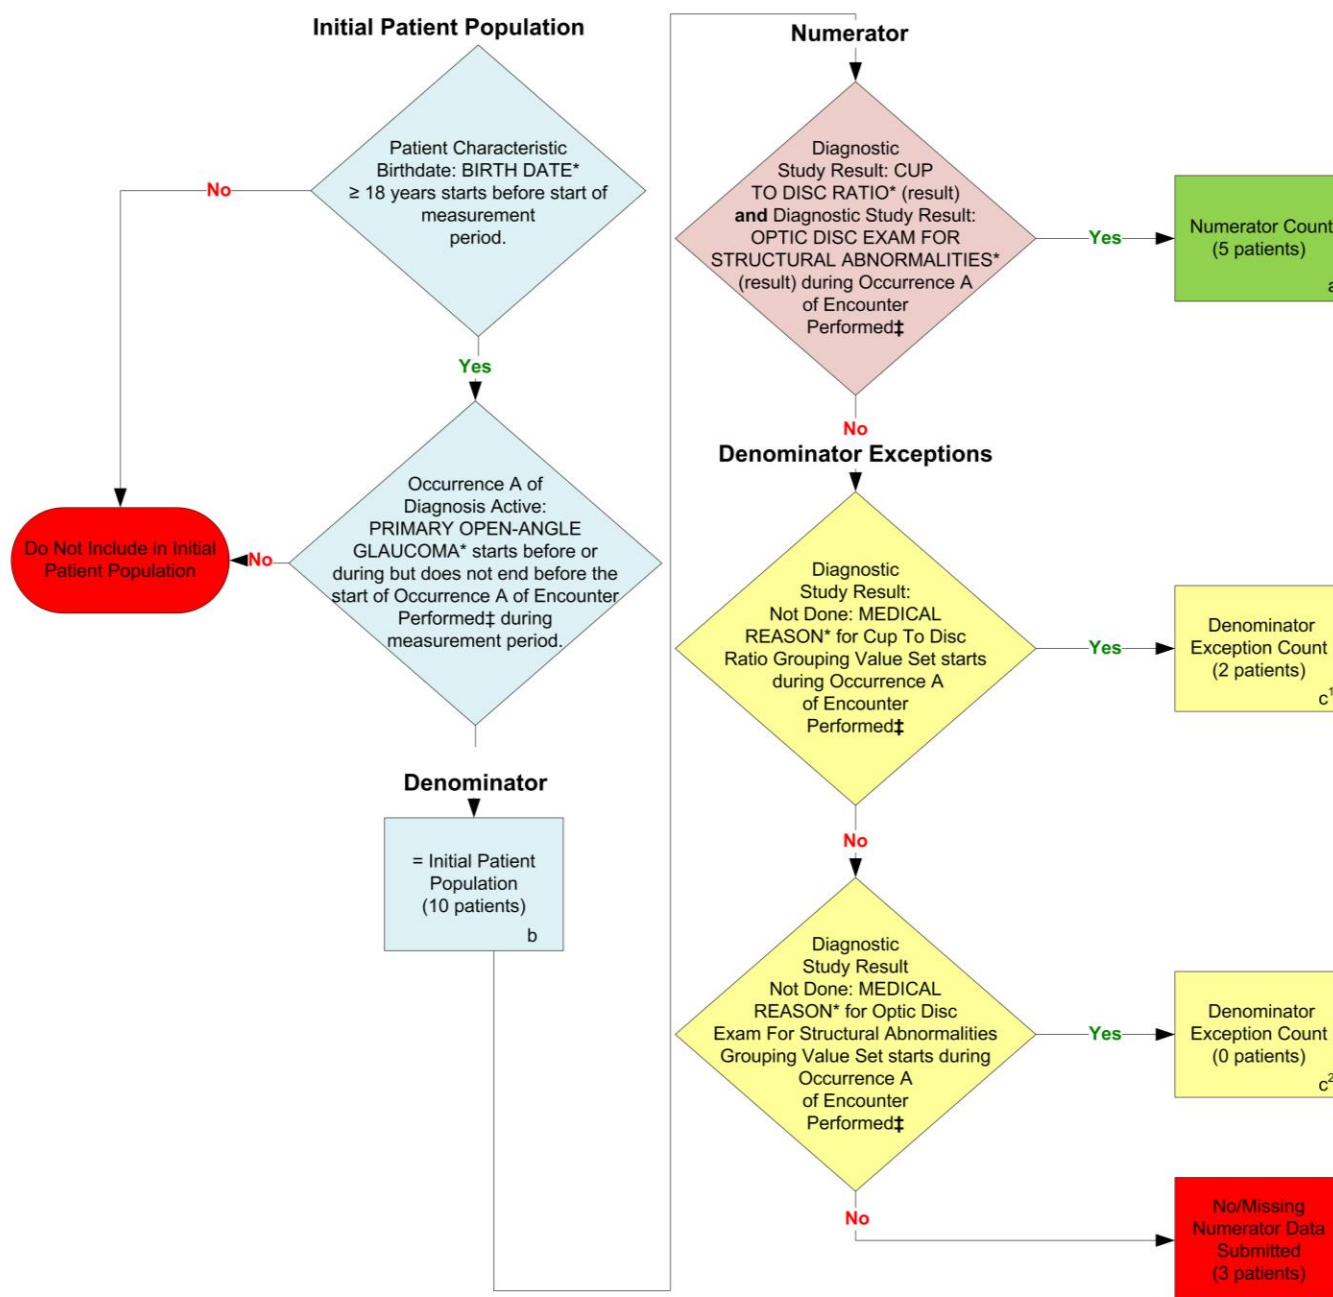 Initial Patient Population
Patient Characteristic
Birthdate: BIRTH DATE*
≥ 18 years starts before start of
measurement
period.
No
Yes
Occurrence A of
Diagnosis Active:
PRIMARY OPEN-ANGLE
GLAUCOMA* starts before or
during but does not end before the
start of Occurrence A of Encounter
Performed‡ during
measurement period.
No
Do Not Include in Initial
Patient Population
Denominator
= Initial Patient
Population
(10 patients)
b
Numerator
Diagnostic
Study Result: CUP
TO DISC RATIO* (result)
and Diagnostic Study Result:
OPTIC DISC EXAM FOR
STRUCTURAL ABNORMALITIES*
(result) during Occurrence A
of Encounter
Performed‡
Yes
Numerator Count
(5 patients)
a
No
Denominator Exceptions
Diagnostic
Study Result:
Not Done: MEDICAL
REASON* for Cup To Disc
Ratio Grouping Value Set starts
during Occurrence A
of Encounter
Performed‡
Yes
Denominator
Exception Count
(2 patients)
c¹
No
Diagnostic
Study Result
Not Done: MEDICAL
REASON* for Optic Disc
Exam For Structural Abnormalities
Grouping Value Set starts during
Occurrence A
of Encounter
Performed‡
Yes
Denominator
Exception Count
(0 patients)
c²
No
No/Missing
Numerator Data
Submitted
(3 patients)